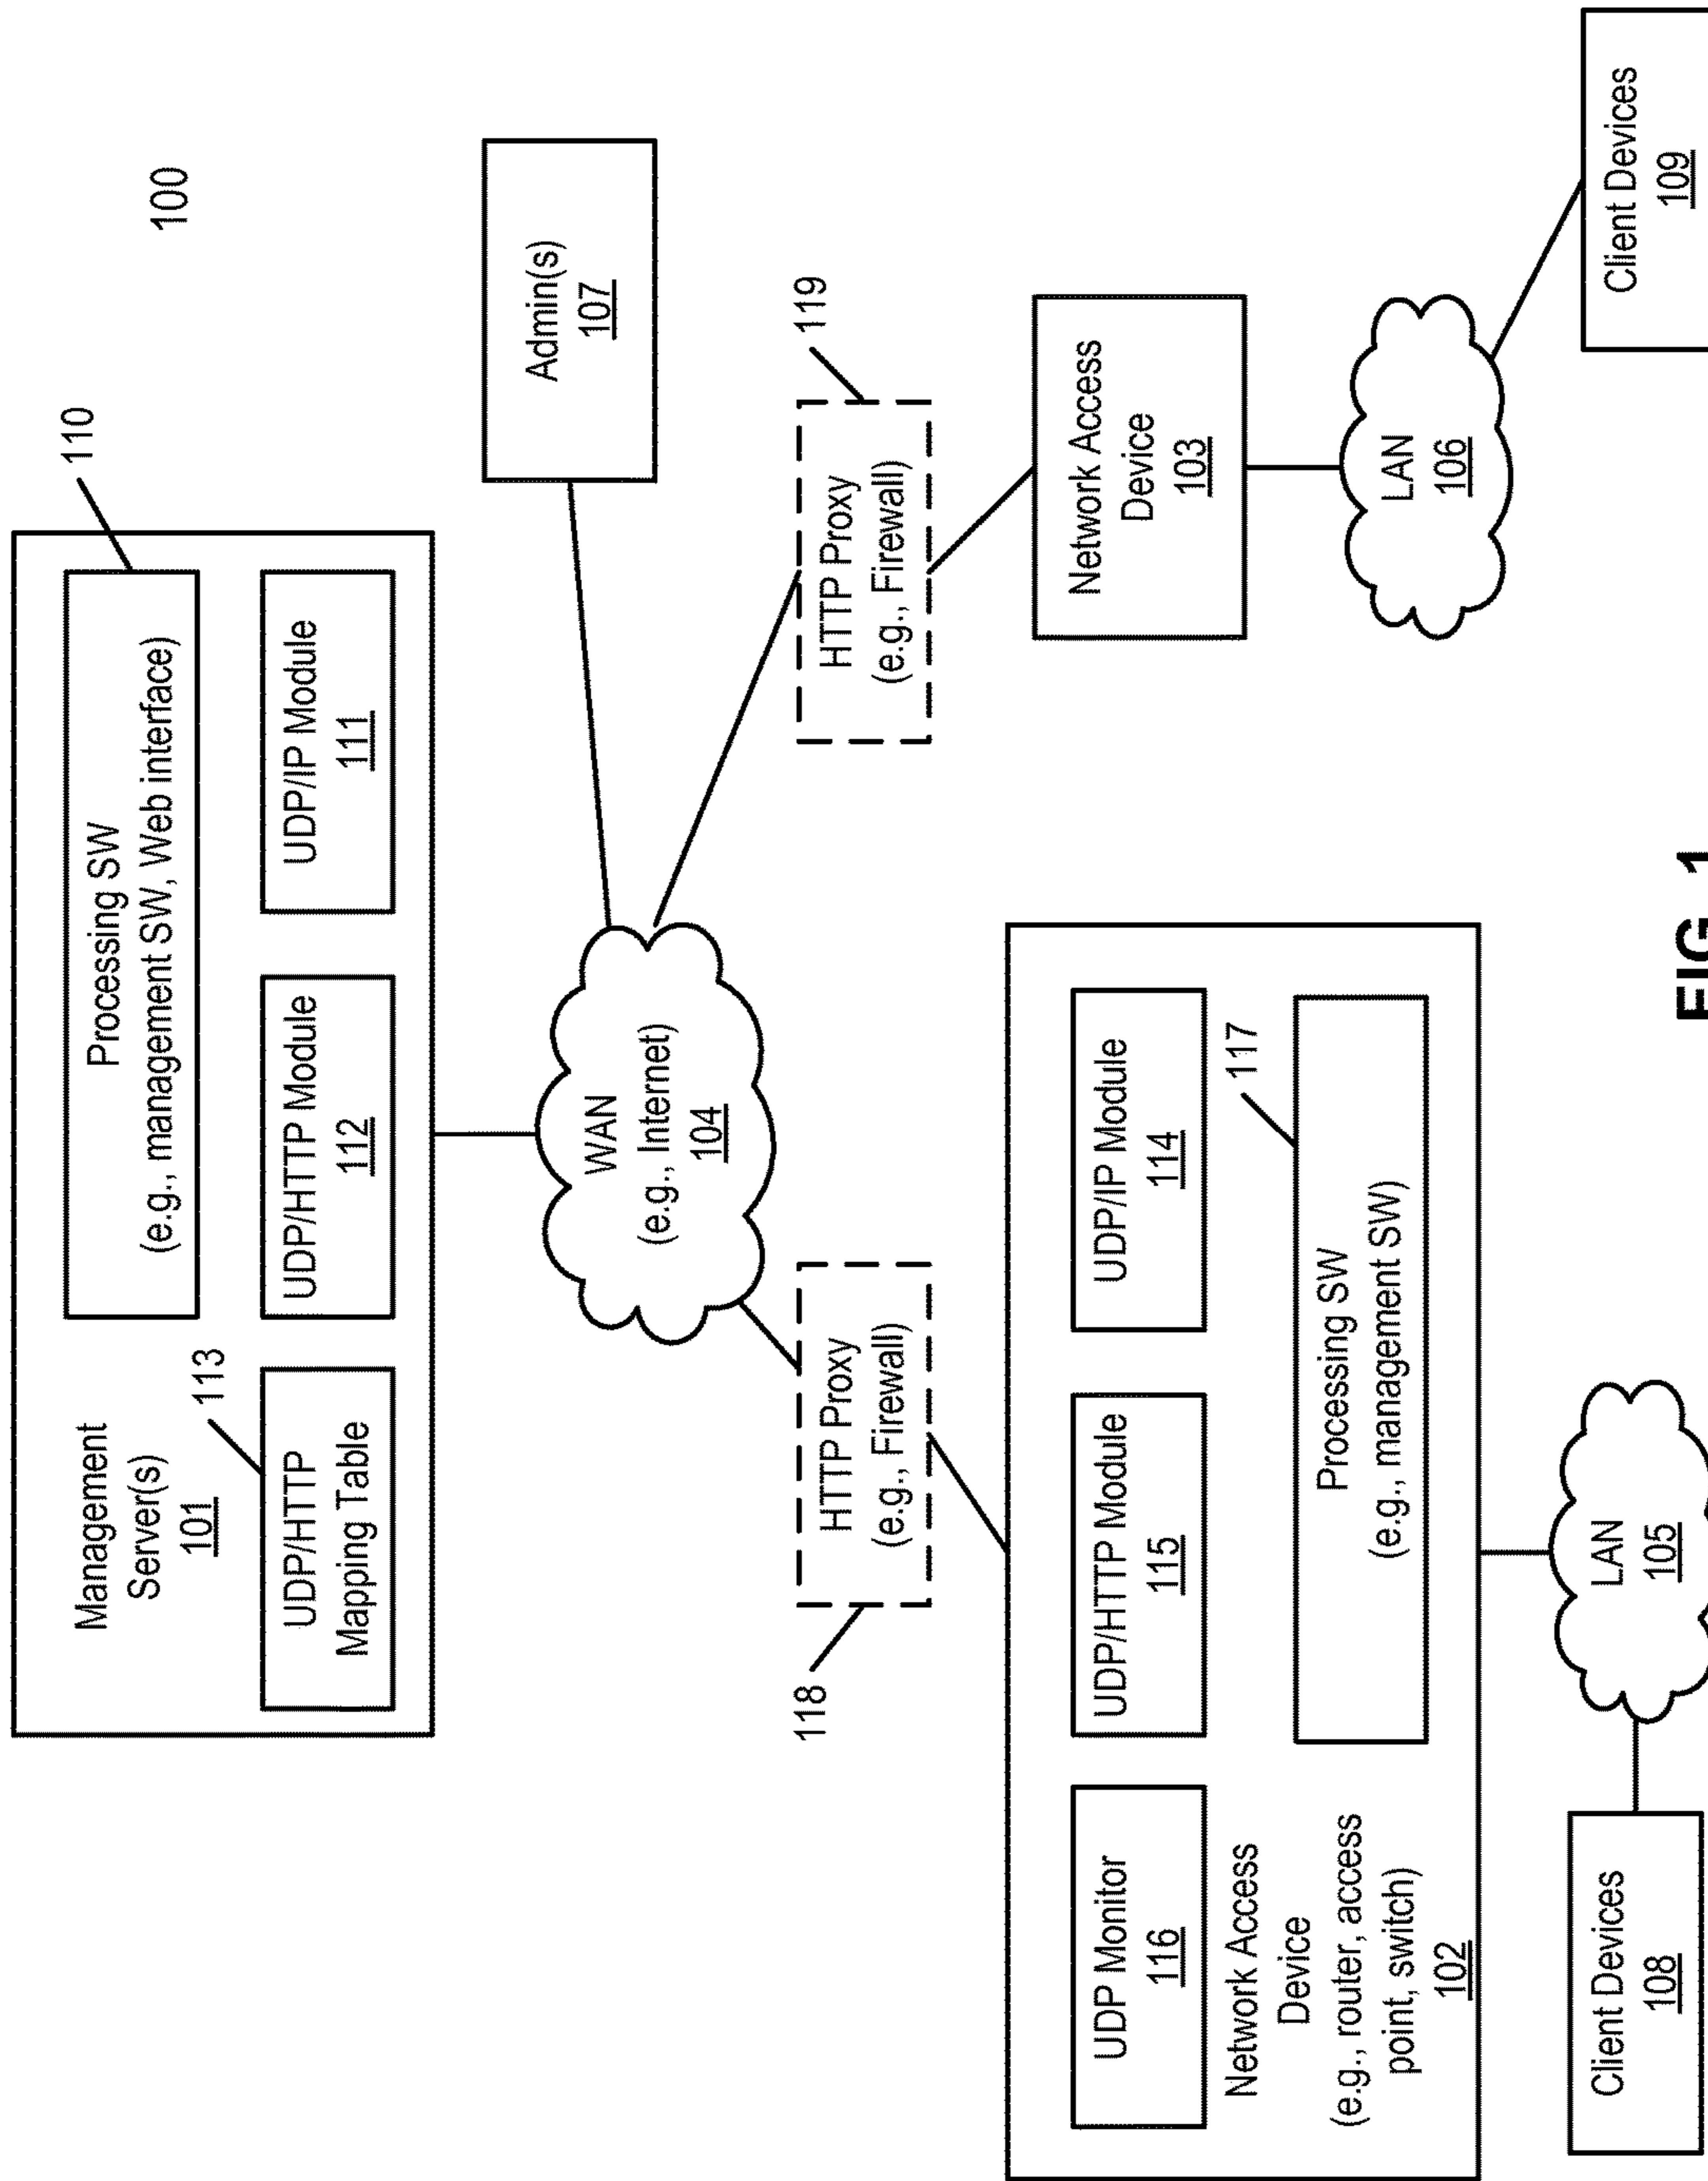 100
110
Processing SW
(e.g., management SW, Web interface)
Management
Server(s)
101
113
UDP/HTTP
Mapping Table
UDP/HTTP Module
112
UDP/IP Module
111
Admin(s)
107
WAN
(e.g., Internet)
104
118
HTTP Proxy
(e.g., Firewall)
HTTP Proxy
(e.g., Firewall)
119
UDP Monitor
116
UDP/HTTP Module
115
UDP/IP Module
114
117
Network Access
Device
(e.g., router, access
point, switch)
102
Processing SW
(e.g., management SW)
Network Access
Device
103
LAN
106
Client Devices
108
LAN
105
Client Devices
109
FIG. 1